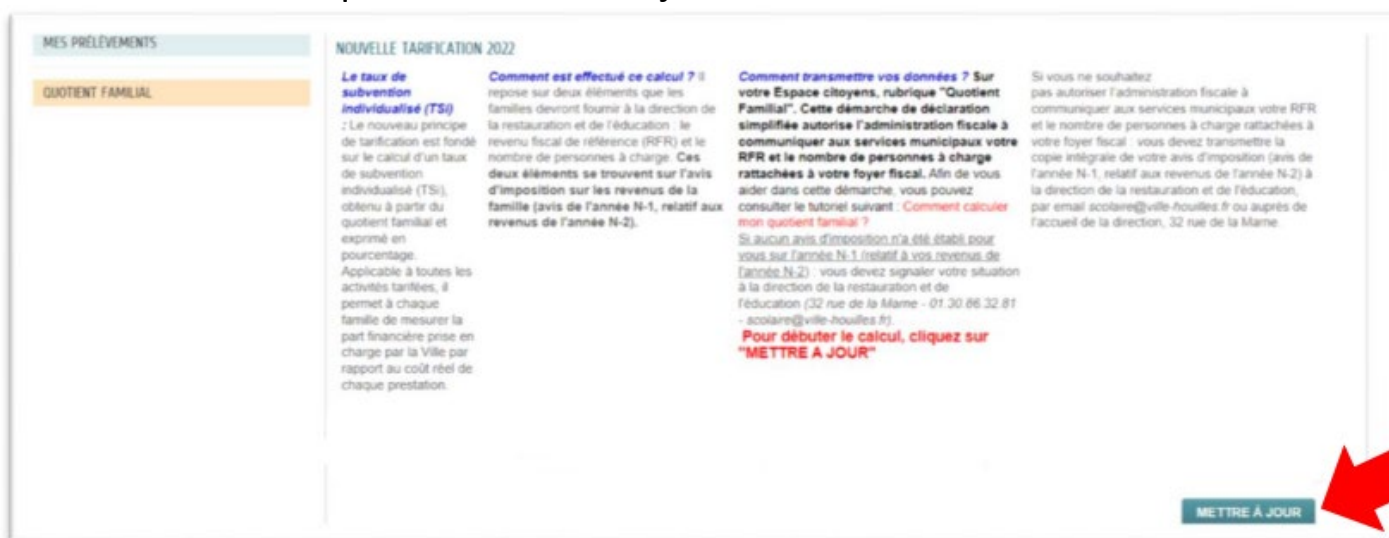 MES PRÉLÈVEMENTS
QUOTIENT FAMILIAL
NOUVELLE TARIFICATION 2022
Le taux de
subvention
individualisé (TSi)
: Le nouveau principe
de tarification est fondé
sur le calcul d'un taux
de subvention
individualisé (TSi),
obtenu à partir du
quotient familial et
exprimé en
pourcentage.
Applicable à toutes les
activités tarifées, il
permet à chaque
famille de mesurer la
part financière prise en
charge par la Ville par
rapport au coût réel de
chaque prestation.
Comment est effectué ce calcul ? Il
repose sur deux éléments que les
familles devront fournir à la direction de
la restauration et de l'éducation : le
revenu fiscal de référence (RFR) et le
nombre de personnes à charge. Ces
deux éléments se trouvent sur l'avis
d'imposition sur les revenus de la
famille (avis de l'année N-1, relatif aux
revenus de l'année N-2).
Comment transmettre vos données ? Sur
votre Espace citoyens, rubrique "Quotient
Familial". Cette démarche de déclaration
simplifiée autorise l'administration fiscale à
communiquer aux services municipaux votre
RFR et le nombre de personnes à charge
rattachées à votre foyer fiscal. Afin de vous
aider dans cette démarche, vous pouvez
consulter le tutoriel suivant : Comment calculer
mon quotient familial ?
Si aucun avis d'imposition n'a été établi pour
vous sur l'année N-1 (relatif à vos revenus de
l'année N-2) : vous devez signaler votre situation
à la direction de la restauration et de
l'éducation (32 rue de la Marne - 01.30.86.32.81
- scolaire@ville-houilles.fr).
Pour débuter le calcul, cliquez sur
"METTRE A JOUR"
Si vous ne souhaitez
pas autoriser l'administration fiscale à
communiquer aux services municipaux votre RFR
et le nombre de personnes à charge rattachées à
votre foyer fiscal : vous devez transmettre la
copie intégrale de votre avis d'imposition (avis de
l'année N-1, relatif aux revenus de l'année N-2) à
la direction de la restauration et de l'éducation,
par email scolaire@ville-houilles.fr ou auprès de
l'accueil de la direction, 32 rue de la Marne.
METTRE À JOUR